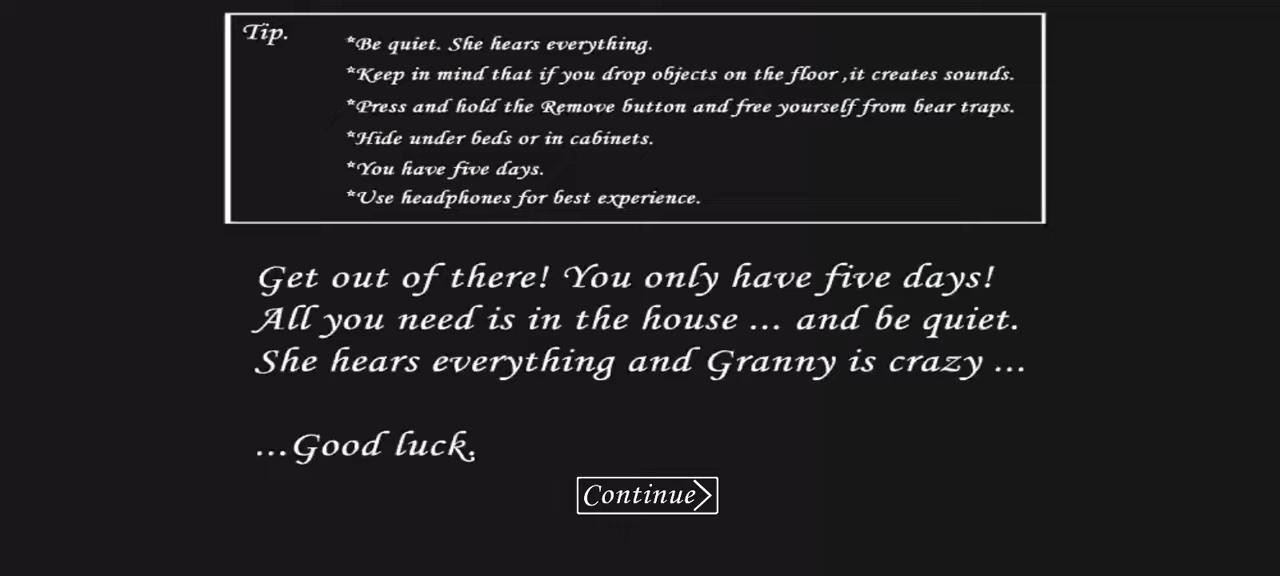 Tip.
*Be quiet. She hears everything.
*Keep in mind that if you drop objects on the floor ,it creates sounds.
*Press and hold the Remove button and free yourself from bear traps.
*Hide under beds or in cabinets.
*You have five days.
*Use headphones for best experience.
Get out of there! You only have five days!
All you need is in the house ... and be quiet.
She hears everything and Granny is crazy ...
...Good luck.
Continue>